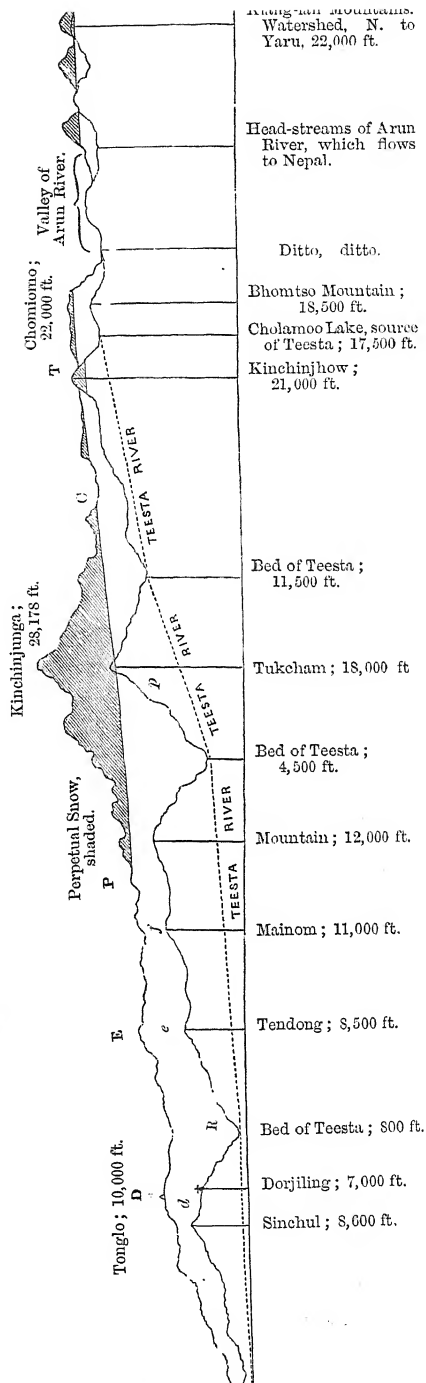 Mountains.
Watershed, N. to
Yaru, 22,000 ft.
Head-streams of Arun
River, which flows
to Nepal.
Valley of
Arun River.
Ditto, ditto.
Chomiomo;
22,000 ft.
Bhomtso Mountain;
18,500 ft.
Cholamoo Lake, source
of Teesta; 17,500 ft.
T
Kinchinjhow;
21,000 ft.
TEESTA RIVER
C
Bed of Teesta;
11,500 ft.
Kinchinjunga;
28,178 ft.
TEESTA RIVER
Tukcham; 18,000 ft
p
Bed of Teesta;
4,500 ft.
Perpetual Snow,
shaded.
TEESTA RIVER
Mountain; 12,000 ft.
P
j
Mainom; 11,000 ft.
E
e
Tendong; 8,500 ft.
R
Bed of Teesta; 800 ft.
Tonglo; 10,000 ft.
D
d
Dorjiling; 7,000 ft.
Sinchul; 8,600 ft.